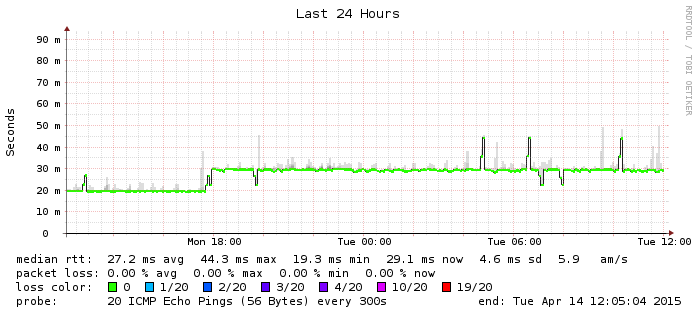 Last 24 Hours
RRDTOOL / TOBI OETIKER
Seconds
90 m
80 m
70 m
60 m
50 m
40 m
30 m
20 m
10 m
0
Mon 18:00 Tue 00:00 Tue 06:00 Tue 12:00
median rtt: 27.2 ms avg 44.3 ms max 19.3 ms min 29.1 ms now 4.6 ms sd 5.9 am/s
packet loss: 0.00 % avg 0.00 % max 0.00 % min 0.00 % now
loss color: 0 1/20 2/20 3/20 4/20 10/20 19/20
probe: 20 ICMP Echo Pings (56 Bytes) every 300s end: Tue Apr 14 12:05:04 2015